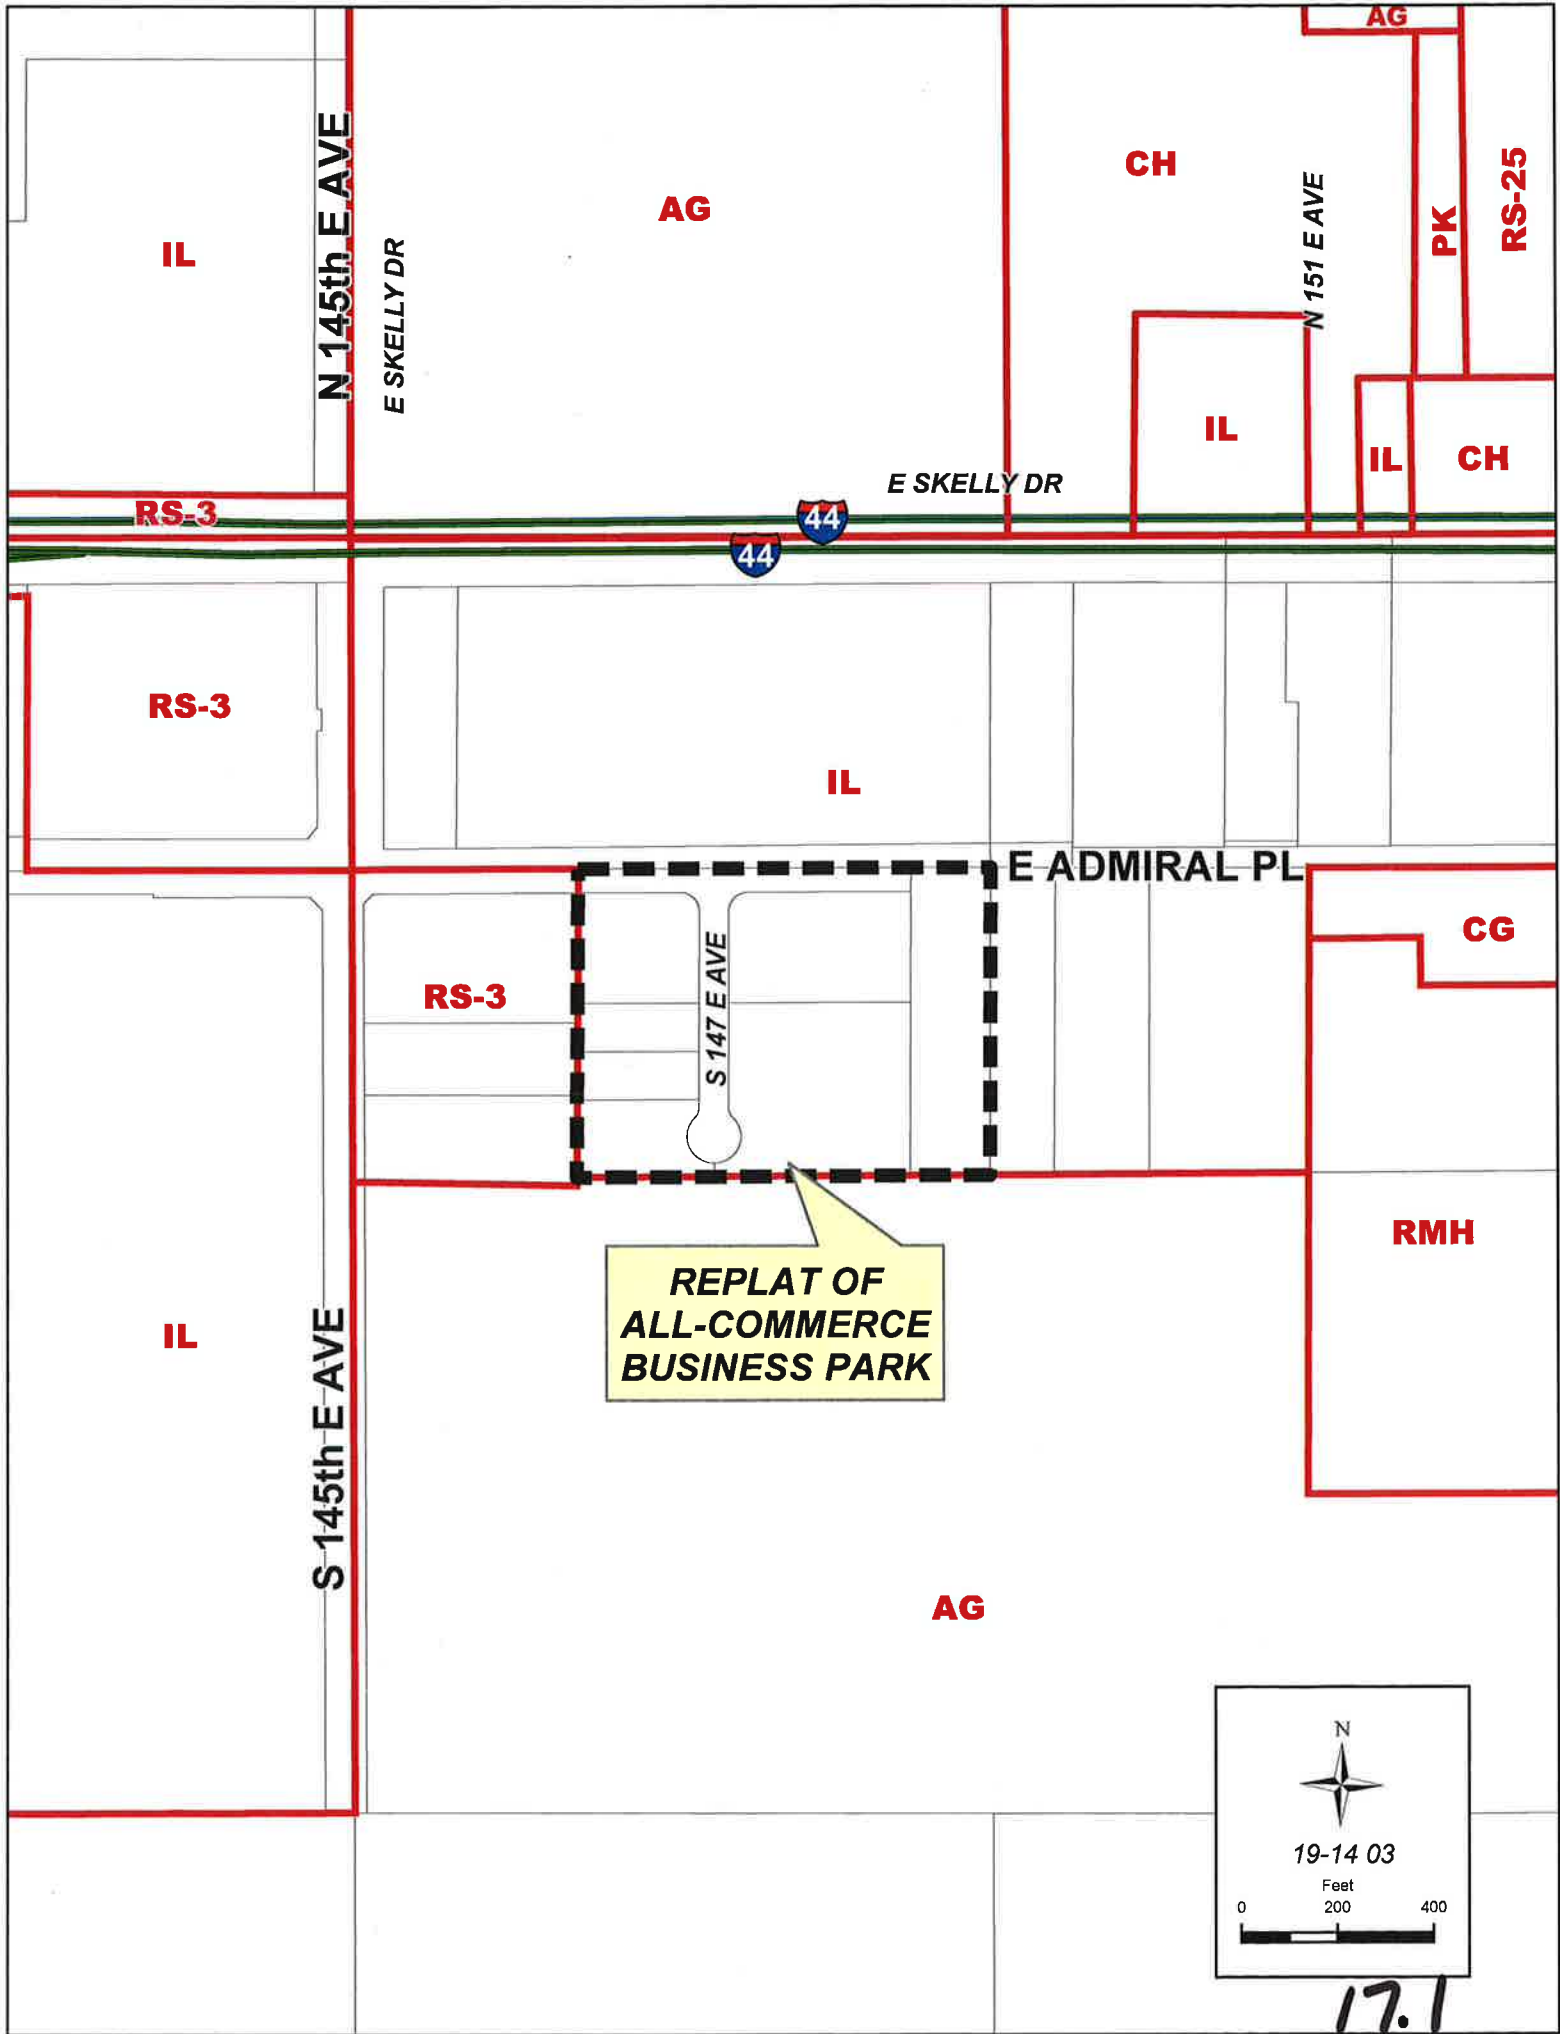 AG
CH
RS-25
PK
N 151 E AVE
AG
N 145th E AVE
E SKELLY DR
IL
IL
IL
CH
E SKELLY DR
RS-3
44
44
RS-3
IL
E ADMIRAL PL
CG
RS-3
S 147 E AVE
RMH
REPLAT OF
ALL-COMMERCE
BUSINESS PARK
IL
S 145th E AVE
AG
N
19-14 03
Feet
0 200 400
17.1